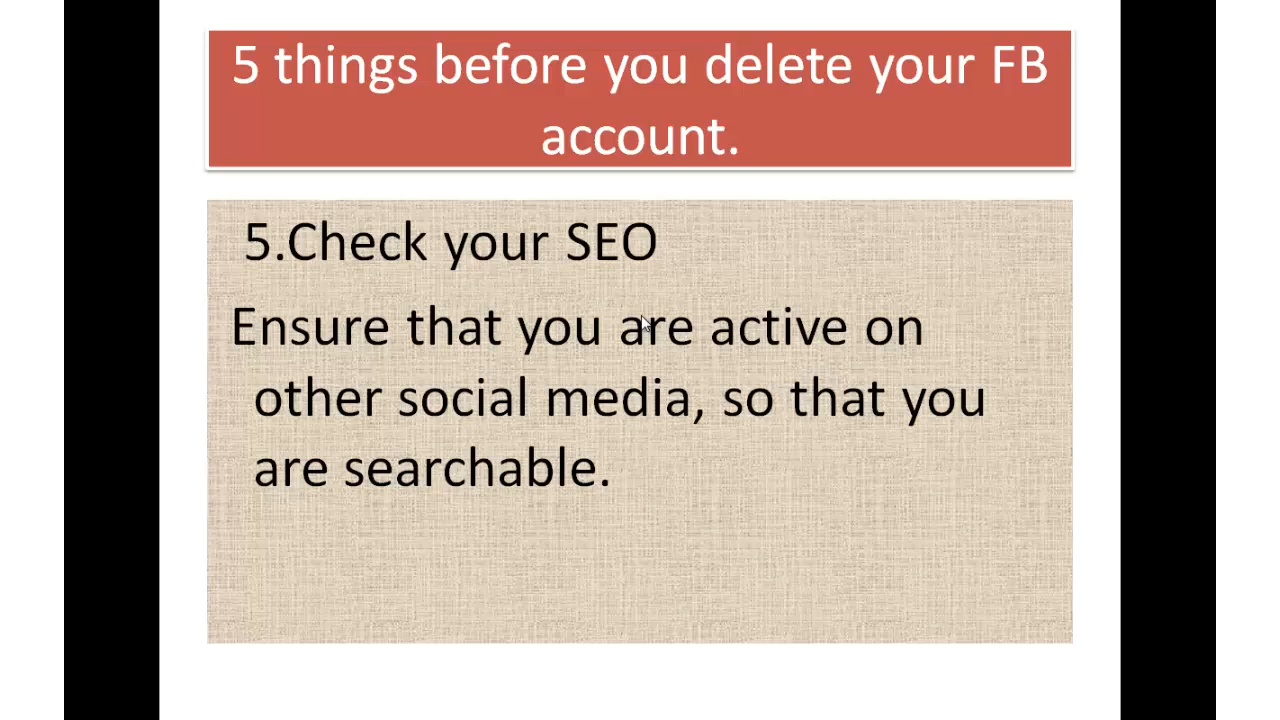 5 things before you delete your FB
account.
5.Check your SEO
Ensure that you are active on
other social media, so that you
are searchable.